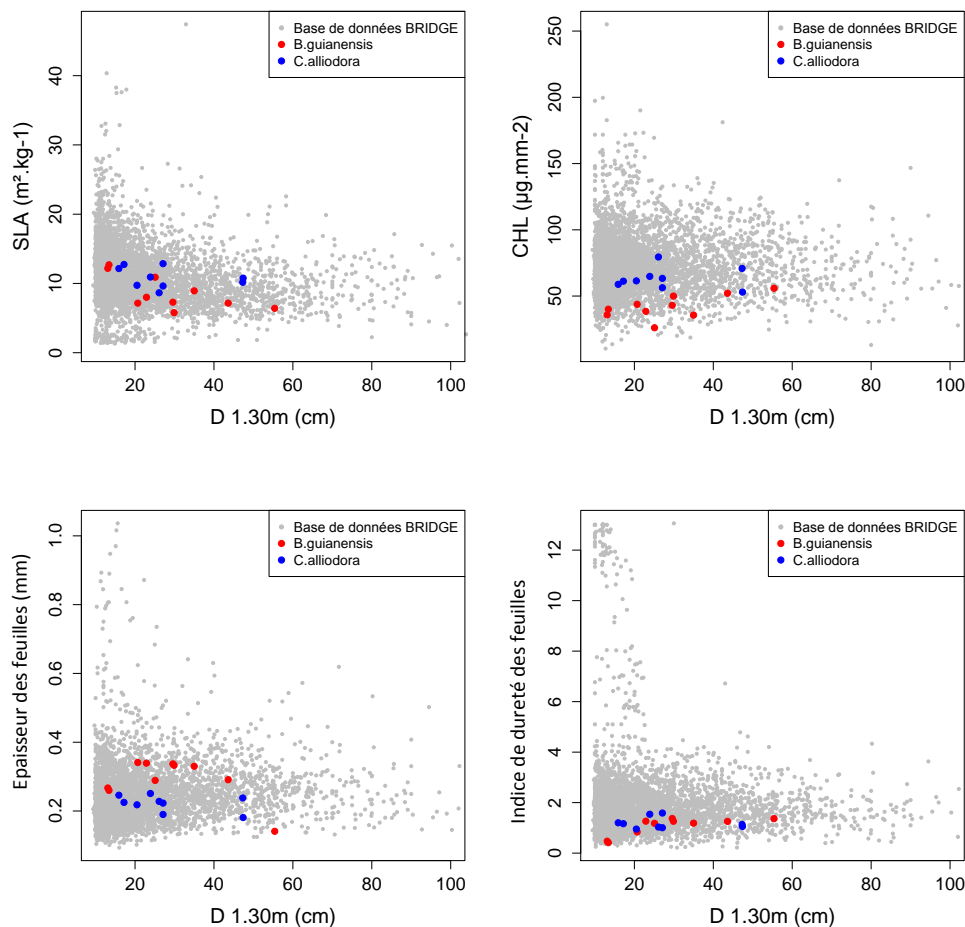 Base de données BRIDGE
B.guianensis
C.alliodora
SLA (m².kg-1)
0 10 20 30 40
20 40 60 80 100
D 1.30m (cm)
Base de données BRIDGE
B.guianensis
C.alliodora
CHL (µg.mm-2)
50 100 150 200 250
20 40 60 80 100
D 1.30m (cm)
Base de données BRIDGE
B.guianensis
C.alliodora
Epaisseur des feuilles (mm)
0.2 0.4 0.6 0.8 1.0
20 40 60 80 100
D 1.30m (cm)
Base de données BRIDGE
B.guianensis
C.alliodora
Indice de dureté des feuilles
0 2 4 6 8 10 12
20 40 60 80 100
D 1.30m (cm)